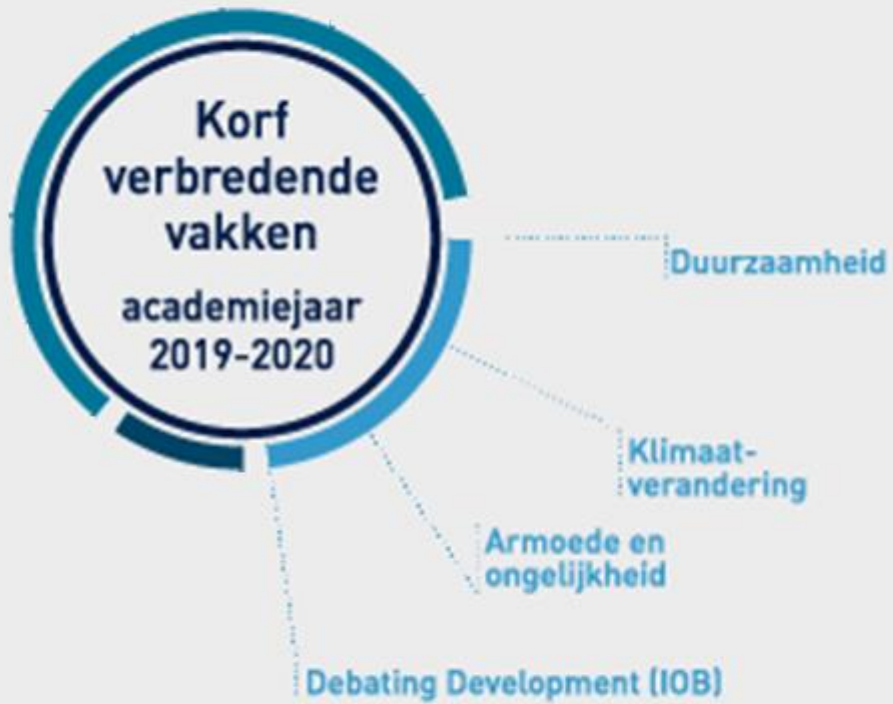 Korf
verbredende
vakken
academiejaar
2019-2020
Duurzaamheid
Klimaat-
verandering
Armoede en
ongelijkheid
Debating Development (IOB)